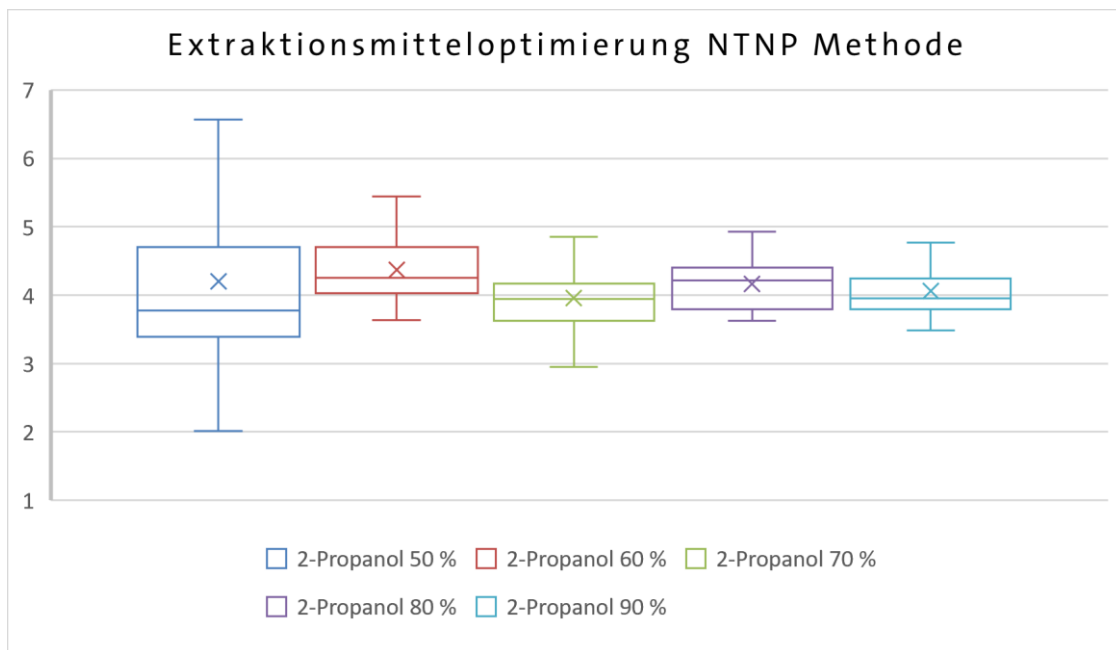 Extraktionsmitteloptimierung NTNP Methode
7
6
5
4
3
2
1
2-Propanol 50 % 2-Propanol 60 % 2-Propanol 70 %
2-Propanol 80 % 2-Propanol 90 %